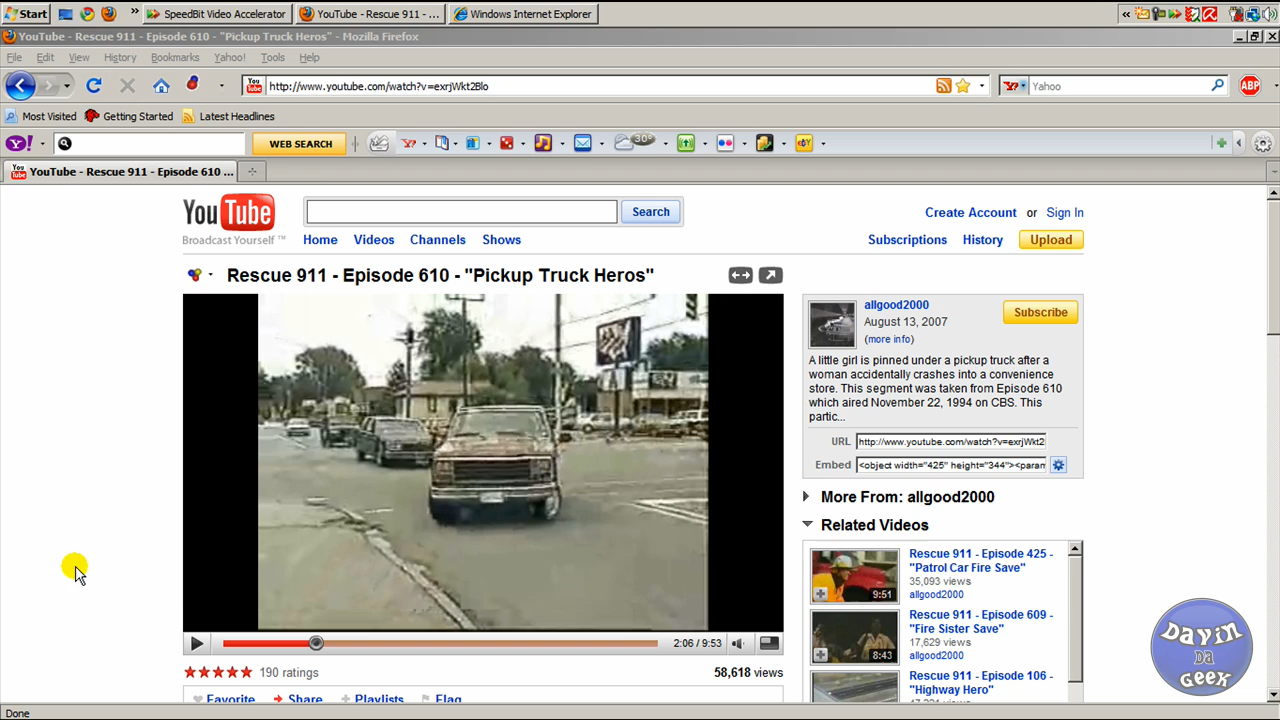 Start
SpeedBit Video Accelerator
YouTube - Rescue 911 - ...
Windows Internet Explorer
YouTube - Rescue 911 - Episode 610 - "Pickup Truck Heros" - Mozilla Firefox
File Edit View History Bookmarks Yahoo! Tools Help
http://www.youtube.com/watch?v=exrjWkt2Blo
Yahoo
ABP
Most Visited Getting Started Latest Headlines
Y! WEB SEARCH 30°
YouTube - Rescue 911 - Episode 610 ...
YouTube
Broadcast Yourself ™
Search
Create Account or Sign In
Home Videos Channels Shows
Subscriptions History Upload
Rescue 911 - Episode 610 - "Pickup Truck Heros"
allgood2000
August 13, 2007
(more info)
Subscribe
A little girl is pinned under a pickup truck after a
woman accidentally crashes into a convenience
store. This segment was taken from Episode 610
which aired November 22, 1994 on CBS. This
partic...
URL http://www.youtube.com/watch?v=exrjWkt2
Embed <object width="425" height="344"><param
More From: allgood2000
Related Videos
Rescue 911 - Episode 425 -
"Patrol Car Fire Save"
35,093 views
allgood2000
9:51
Rescue 911 - Episode 609 -
"Fire Sister Save"
17,629 views
allgood2000
8:43
Rescue 911 - Episode 106 -
"Highway Hero"
2:06 / 9:53
190 ratings
58,618 views
Favorite Share Playlists Flag
Dayin
Da
Geek
Done